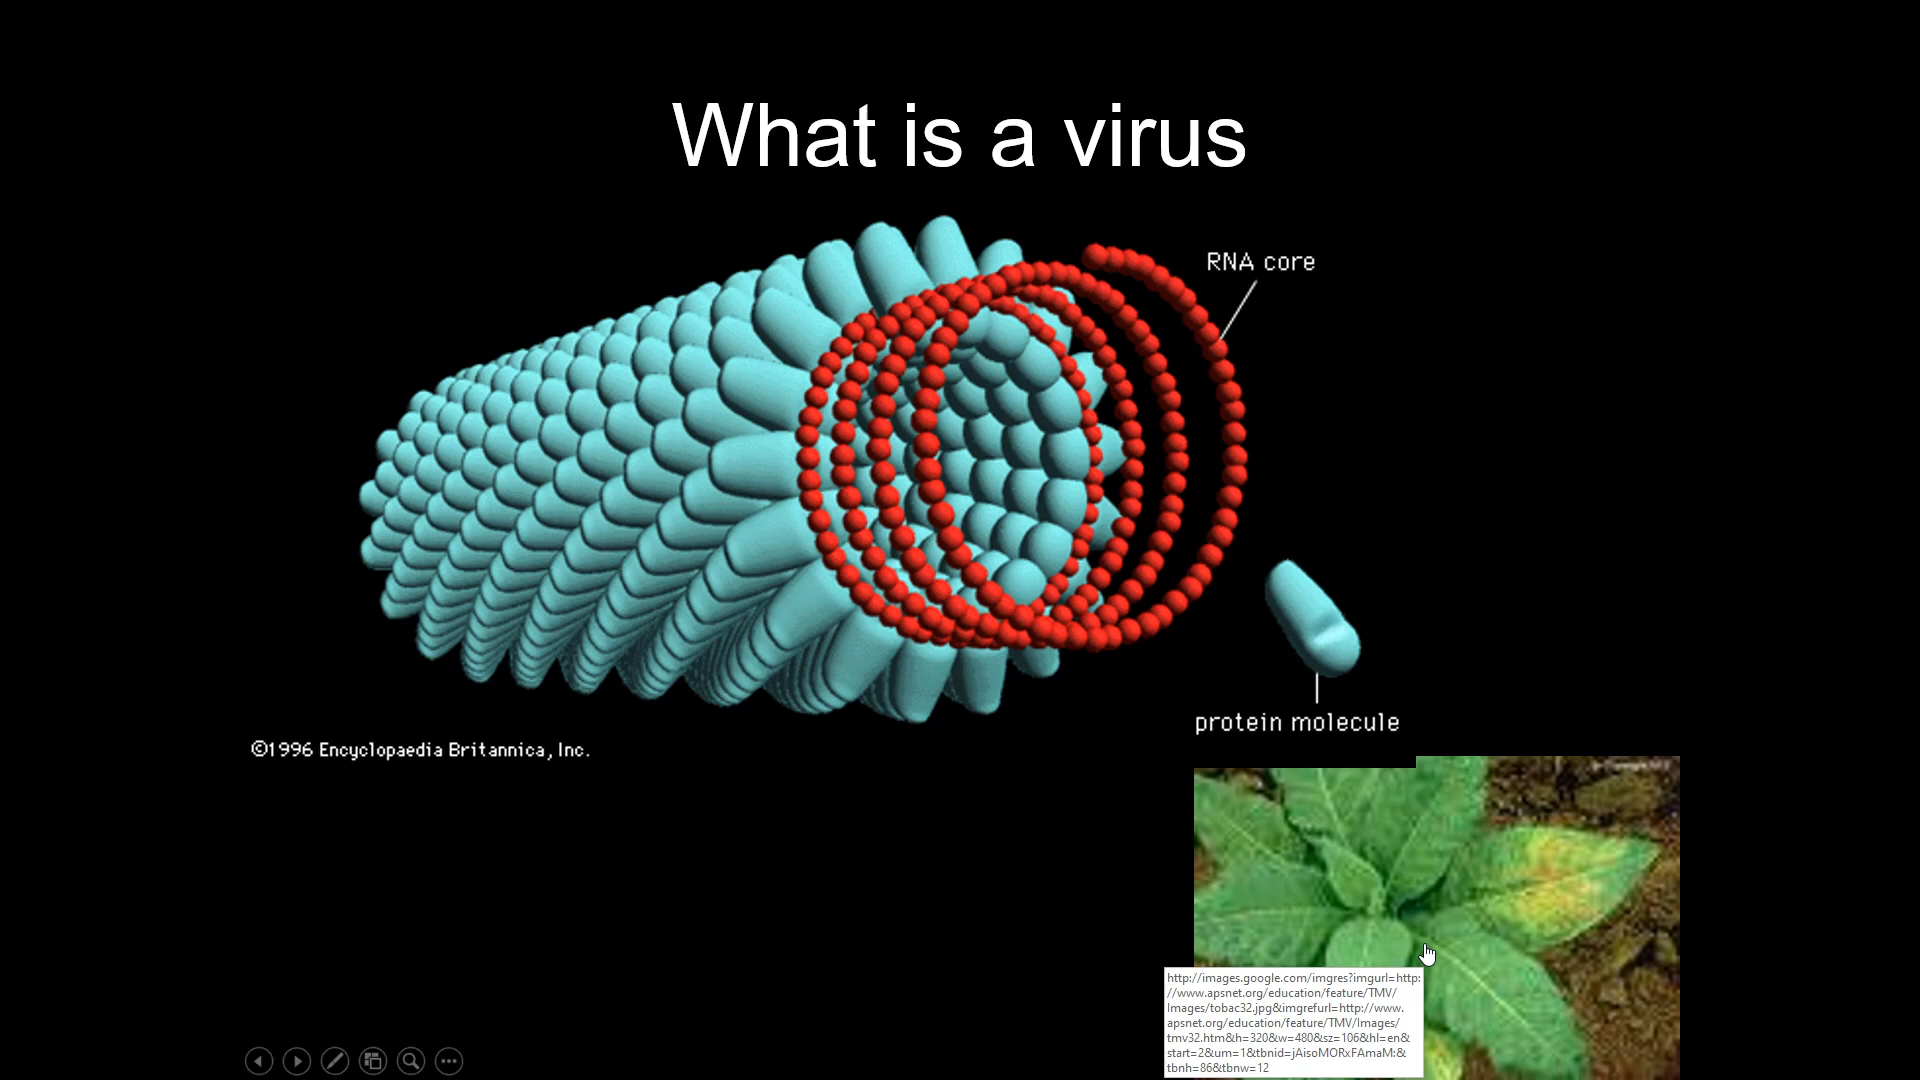 What is a virus
RNA core
protein molecule
©1996 Encyclopaedia Britannica, Inc.
http://images.google.com/imgres?imgurl=http:
//www.apsnet.org/education/feature/TMV/
Images/tobac32.jpg&imgrefurl=http://www.
apsnet.org/education/feature/TMV/Images/
tmv32.htm&h=320&w=480&sz=106&hl=en&
start=2&um=1&tbnid=jAisoMORxFAmaM:&
tbnh=86&tbnw=12